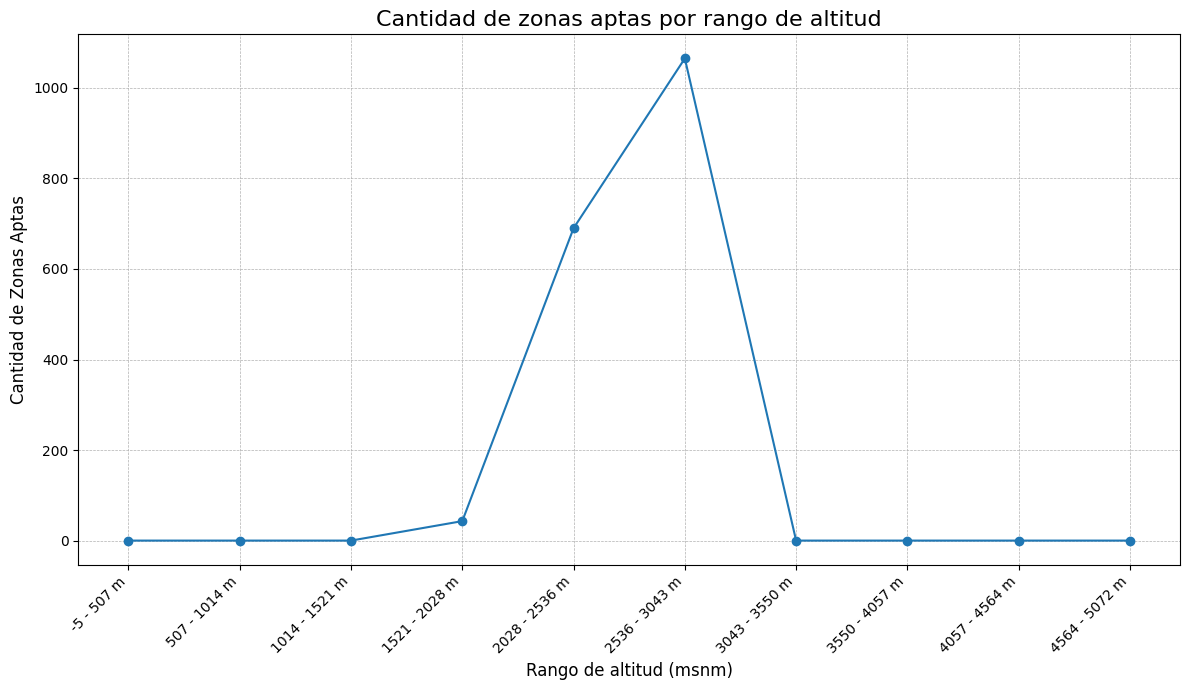 Cantidad de zonas aptas por rango de altitud
Cantidad de Zonas Aptas
1000
800
600
400
200
0
-5 - 507 m
507 - 1014 m
1014 - 1521 m
1521 - 2028 m
2028 - 2536 m
2536 - 3043 m
3043 - 3550 m
3550 - 4057 m
4057 - 4564 m
4564 - 5072 m
Rango de altitud (msnm)